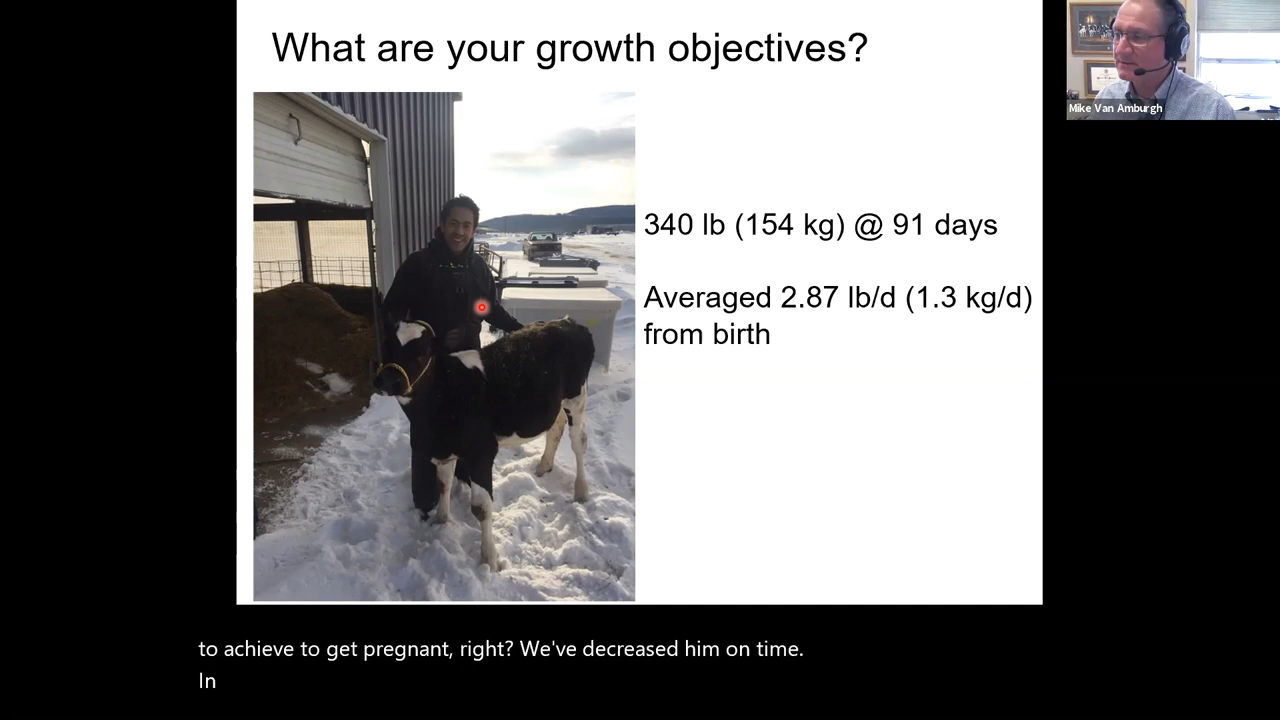 What are your growth objectives?
Mike Van Amburgh
340 lb (154 kg) @ 91 days
Averaged 2.87 lb/d (1.3 kg/d)
from birth
to achieve to get pregnant, right? We've decreased him on time.
In